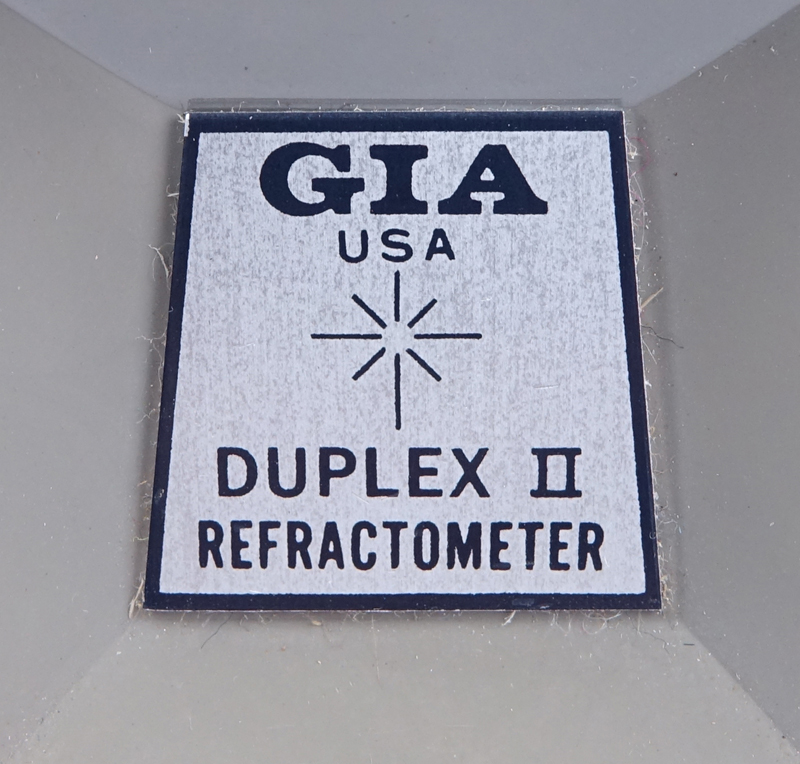 GIA
USA
DUPLEX II
REFRACTOMETER